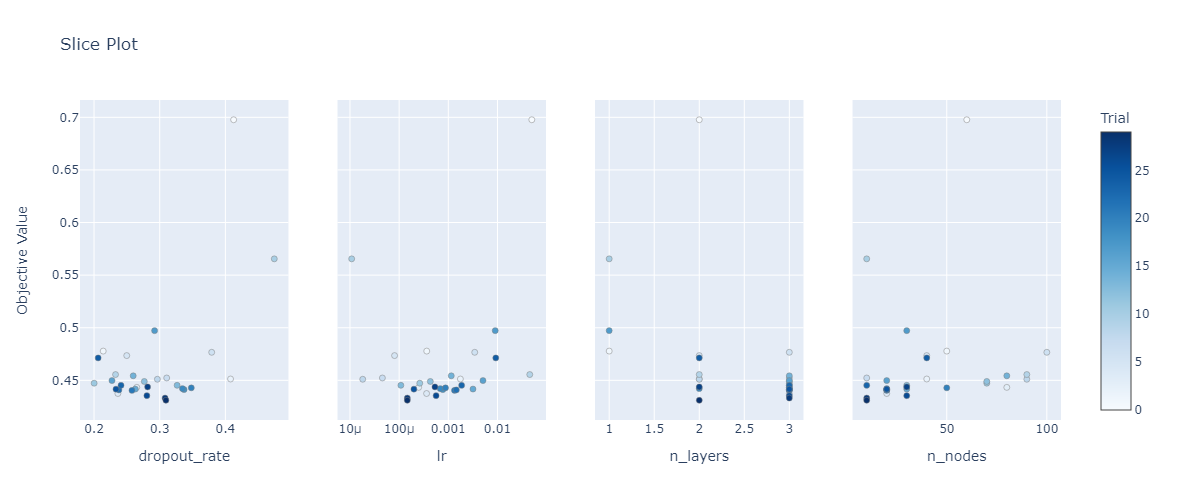 Slice Plot
Trial
Objective Value
0.7
0.65
0.6
0.55
0.5
0.45
0.2 0.3 0.4
dropout_rate
10μ 100μ 0.001 0.01
lr
1 1.5 2 2.5 3
n_layers
50 100
n_nodes
25
20
15
10
5
0